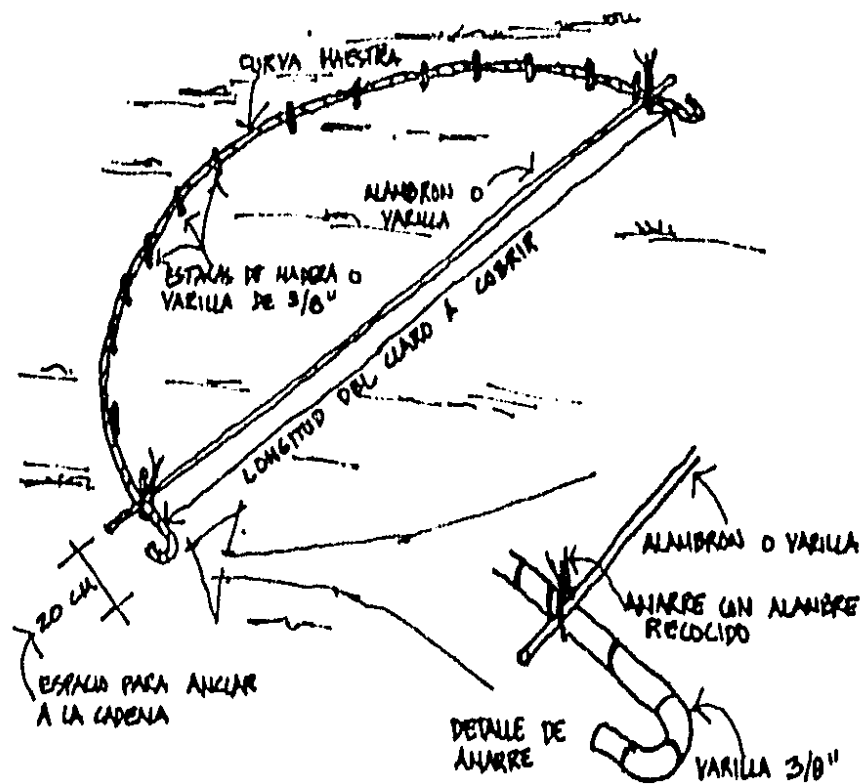 CURVA MAESTRA
ALAMBRON O
VARILLA
ESTACAS DE MADERA O
VARILLA DE 3/8"
LONGITUD DEL CLARO A CUBRIR
20 CM.
ESPACIO PARA ANCLAR
A LA CADENA
ALAMBRON O VARILLA
AMARRE CON ALAMBRE
RECOCIDO
DETALLE DE
AMARRE
VARILLA 3/8"